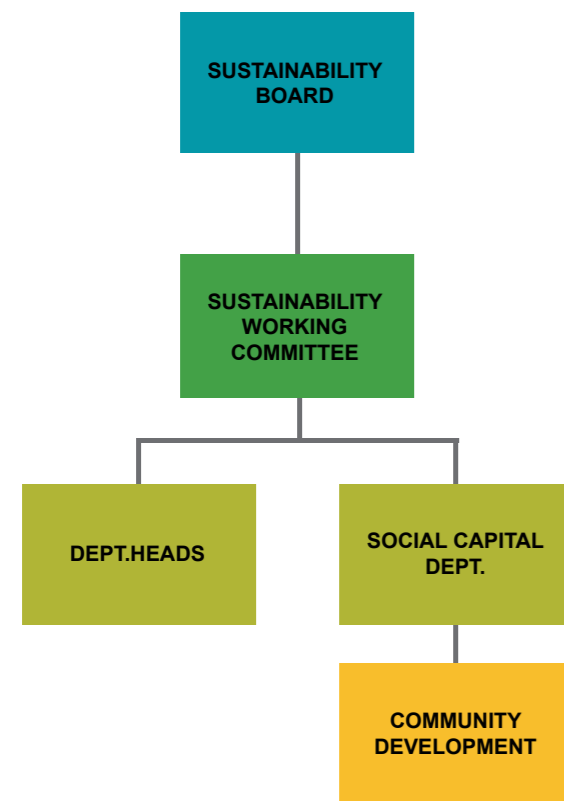 SUSTAINABILITY
BOARD
SUSTAINABILITY
WORKING
COMMITTEE
DEPT.HEADS
SOCIAL CAPITAL
DEPT.
COMMUNITY
DEVELOPMENT